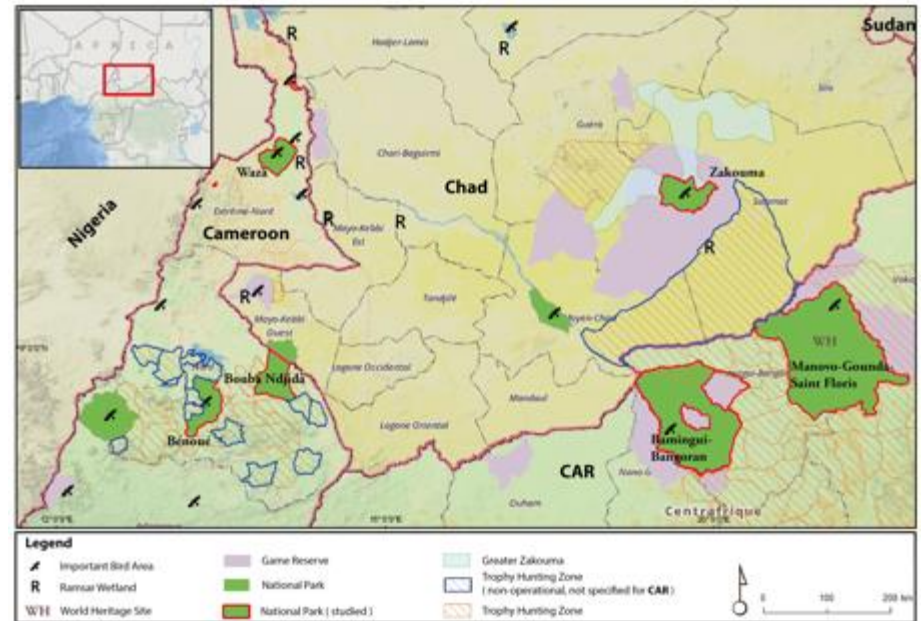 AFRICA
Sudan
R
R
Hadjer-Lamis
Sila
Guéra
Chari-Baguirmi
Waza
R
Chad
Zakouma
Salamat
Extrême-Nord
R
R
R
Nigeria
Cameroon
Mayo-Kebbi
Est
R
Tandjilé
Moyen-Chari
Mayo-Kebbi
Ouest
WH
Manovo-Gounda-
Saint Floris
Bouba Ndjida
Logone Occidental
Mandoul
Bénoué
Logone Oriental
Bamingui-
Bangoran
CAR
Nana-G
Ouham
Centrafrique
Legend
Important Bird Area
R Ramsar Wetland
WH World Heritage Site
Game Reserve
National Park
National Park ( studied )
Greater Zakouma
Trophy Hunting Zone
( non-operational, not specified for CAR )
Trophy Hunting Zone
0 100 200 km